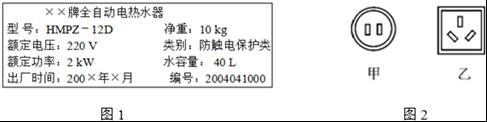 ××牌全自动电热水器
型号：HMPZ－12D 净重：10 kg
额定电压：220 V 类别：防触电保护类
额定功率：2 kW 水容量：40 L
出厂时间：200×年×月 编号：2004041000
甲 乙
图1 图2